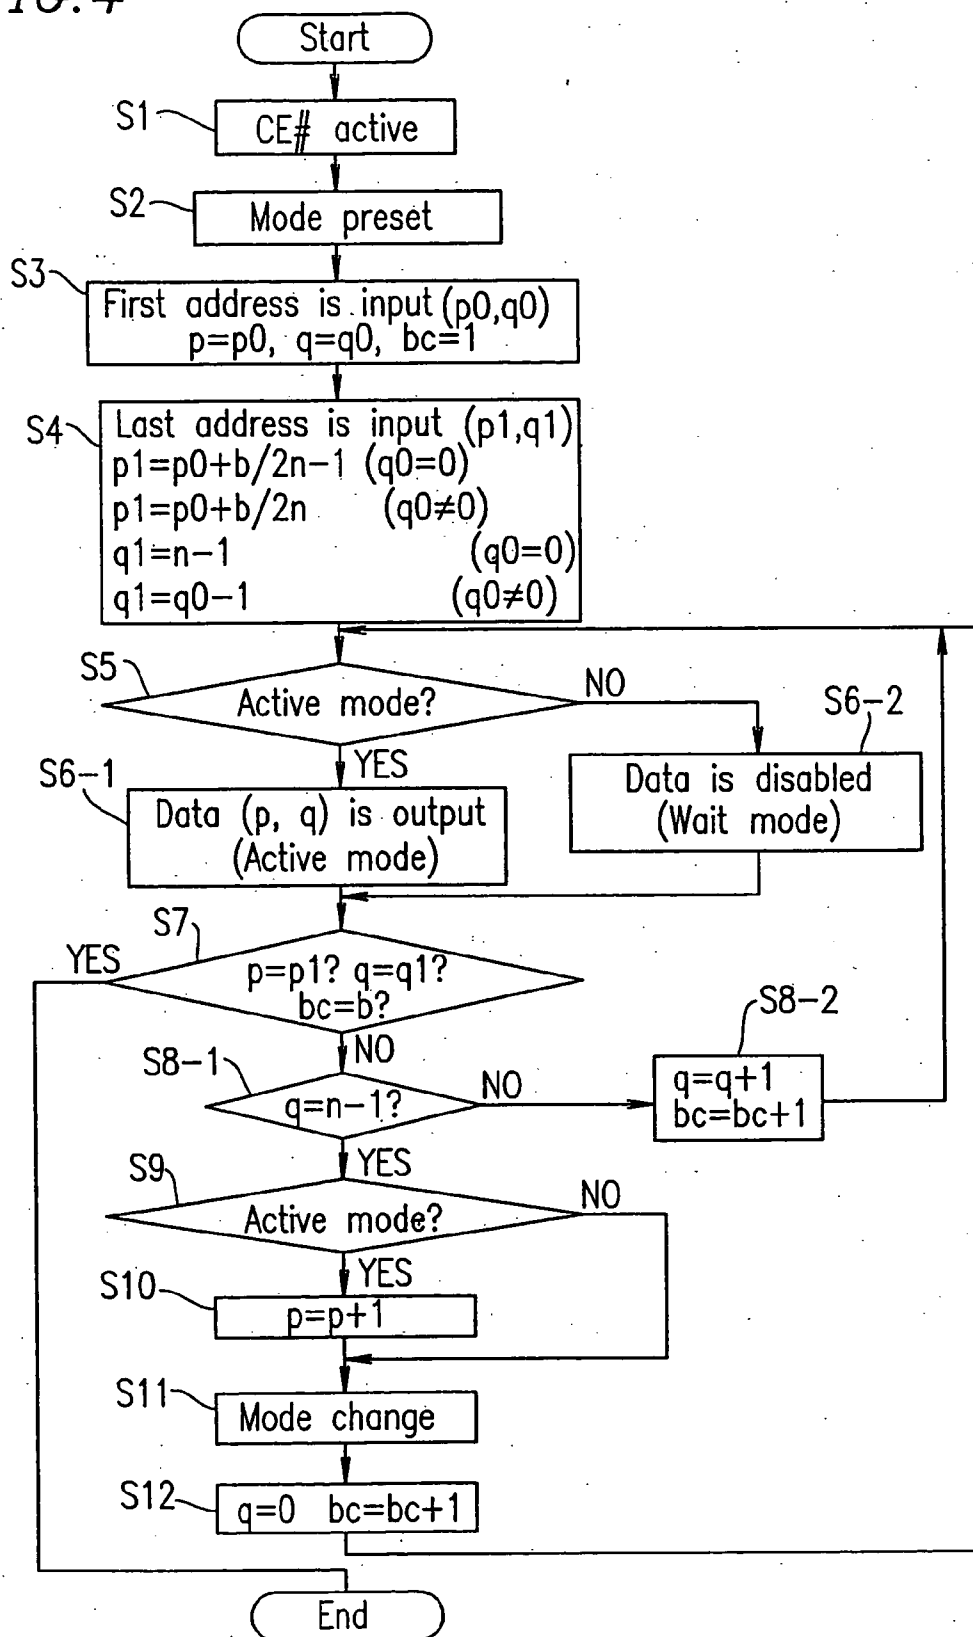 Start
S1
CE# active
S2
Mode preset
S3
First address is input (p0,q0)
p=p0, q=q0, bc=1
S4
Last address is input (p1,q1)
p1=p0+b/2n-1 (q0=0)
p1=p0+b/2n (q0≠0)
q1=n-1 (q0=0)
q1=q0-1 (q0≠0)
S5
Active mode?
NO
YES
S6-1
Data (p, q) is output
(Active mode)
S6-2
Data is disabled
(Wait mode)
S7
YES
p=p1? q=q1?
bc=b?
NO
S8-1
q=n-1?
NO
S8-2
q=q+1
bc=bc+1
YES
S9
Active mode?
NO
YES
S10
p=p+1
S11
Mode change
S12
q=0 bc=bc+1
End